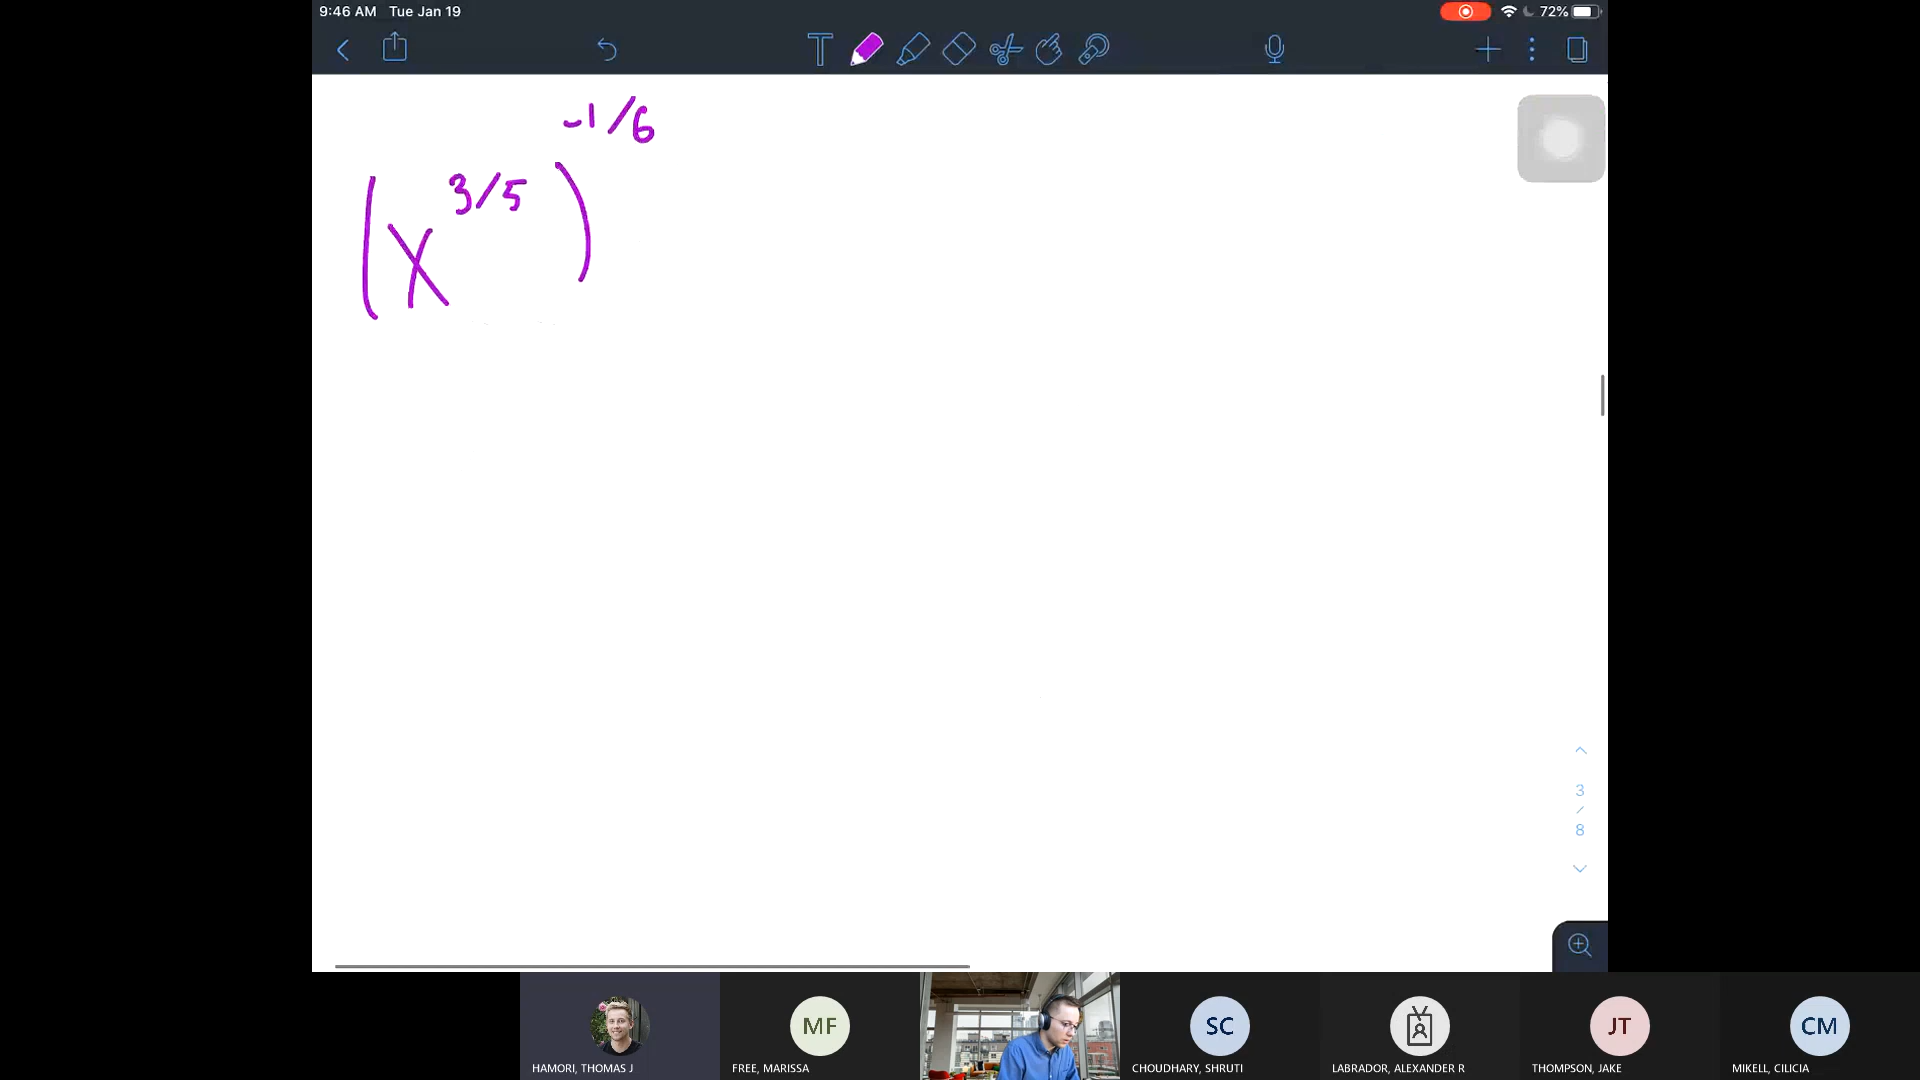 9:46 AM Tue Jan 19
72%
T
(x^{3/5})^{-1/6}
3
/
8
MF
SC
JT
CM
HAMORI, THOMAS J
FREE, MARISSA
CHOUDHARY, SHRUTI
LABRADOR, ALEXANDER R
THOMPSON, JAKE
MIKELL, CILICIA